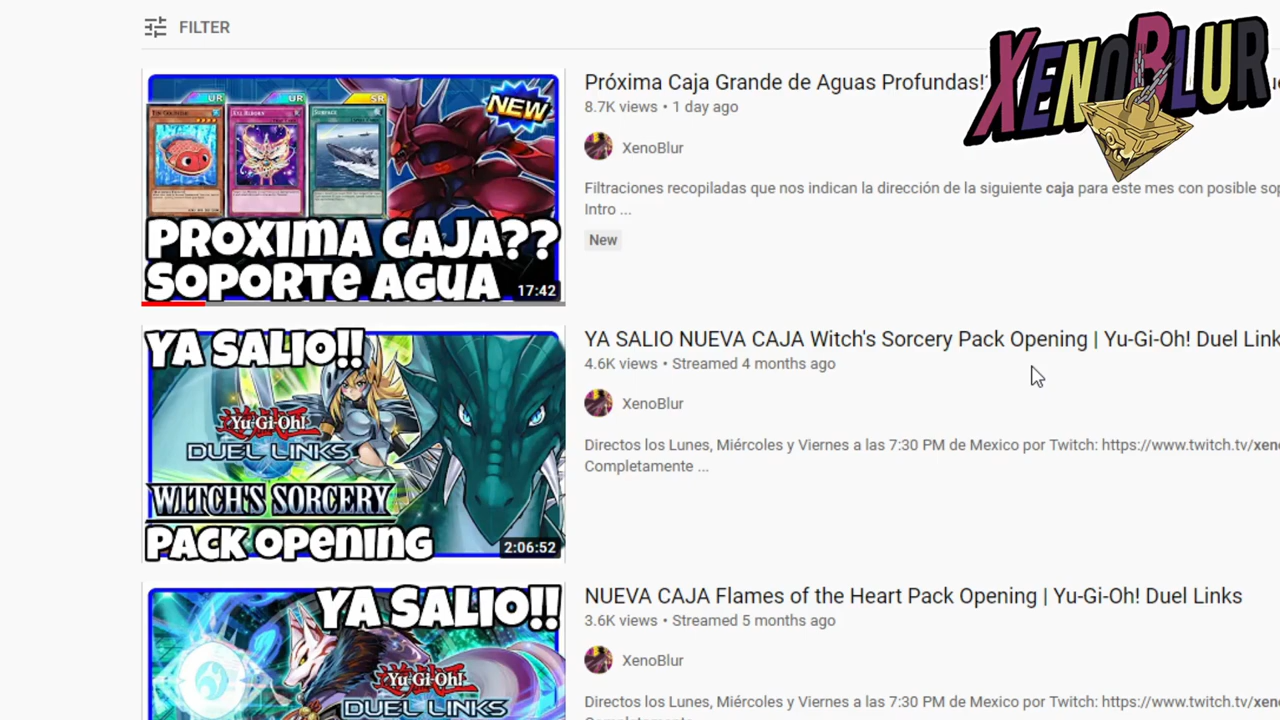 FILTER
XENOBLUR
UR
UR
SR
NEW
PROXIMA CAJA??
SOPORTE AGUA
17:42
Próxima Caja Grande de Aguas Profundas!
8.7K views • 1 day ago
XenoBlur
Filtraciones recopiladas que nos indican la dirección de la siguiente caja para este mes con posible
Intro ...
New
YA SALIO!!
Yu-Gi-Oh!
DUEL LINKS
WITCH'S SORCERY
PACK OPENING
2:06:52
YA SALIO NUEVA CAJA Witch's Sorcery Pack Opening | Yu-Gi-Oh! Duel Link
4.6K views • Streamed 4 months ago
XenoBlur
Directos los Lunes, Miércoles y Viernes a las 7:30 PM de Mexico por Twitch: https://www.twitch.tv/xen
Completamente ...
YA SALIO!!
Yu-Gi-Oh!
DUEL LINKS
NUEVA CAJA Flames of the Heart Pack Opening | Yu-Gi-Oh! Duel Links
3.6K views • Streamed 5 months ago
XenoBlur
Directos los Lunes, Miércoles y Viernes a las 7:30 PM de Mexico por Twitch: https://www.twitch.tv/xen